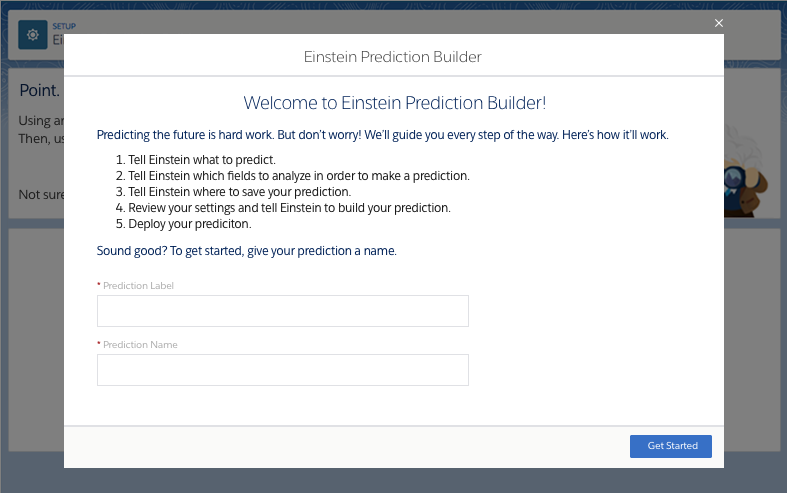 SETUP
Ei
Einstein Prediction Builder
Point.
Welcome to Einstein Prediction Builder!
Using ar
Then, us
Predicting the future is hard work. But don't worry! We'll guide you every step of the way. Here's how it'll work.
1. Tell Einstein what to predict.
2. Tell Einstein which fields to analyze in order to make a prediction.
3. Tell Einstein where to save your prediction.
4. Review your settings and tell Einstein to build your prediction.
5. Deploy your prediciton.
Not sure
Sound good? To get started, give your prediction a name.
* Prediction Label
* Prediction Name
Get Started